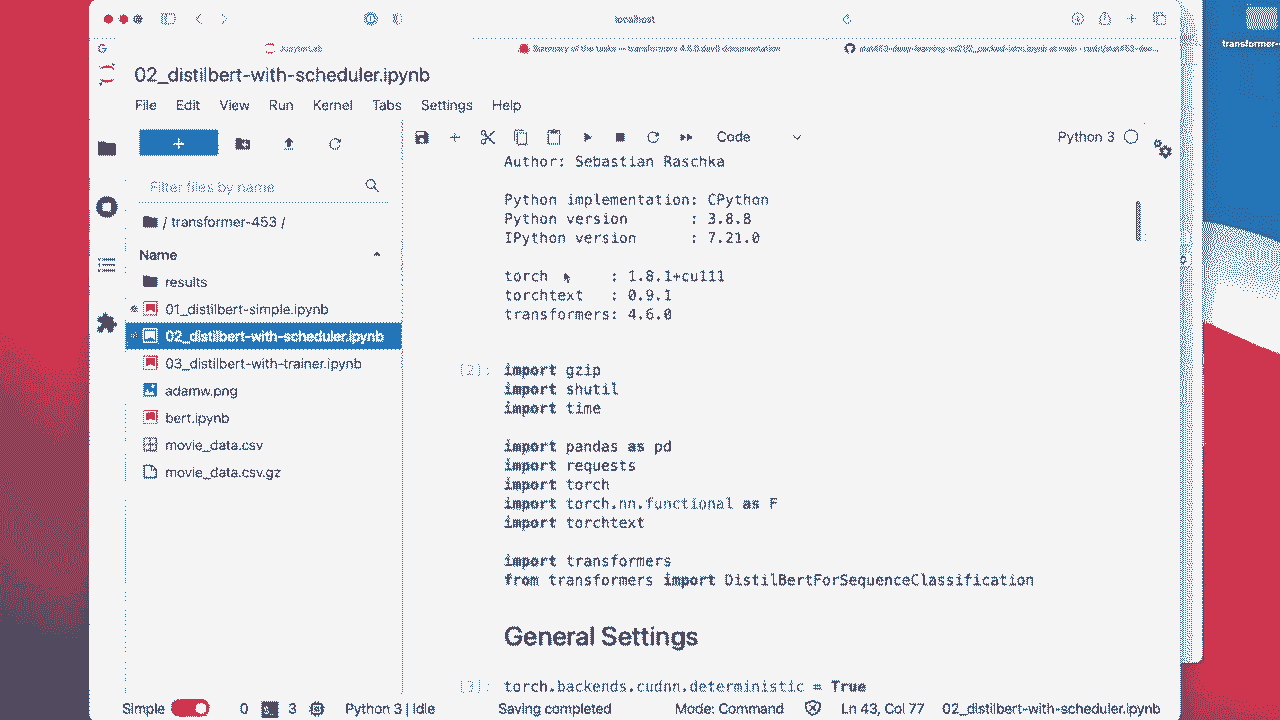 localhost
JupyterLab
Summary of the tasks — transformers 4.6.0.dev0 documentation
transformer-
02_distilbert-with-scheduler.ipynb
File Edit View Run Kernel Tabs Settings Help
Code
Python 3
Filter files by name
/ transformer-453 /
Name
results
01_distilbert-simple.ipynb
02_distilbert-with-scheduler.ipynb
03_distilbert-with-trainer.ipynb
adamw.png
bert.ipynb
movie_data.csv
movie_data.csv.gz
Author: Sebastian Raschka
Python implementation: CPython
Python version : 3.8.8
IPython version : 7.21.0
torch : 1.8.1+cu111
torchtext : 0.9.1
transformers: 4.6.0
[2]: import gzip
import shutil
import time
import pandas as pd
import requests
import torch
import torch.nn.functional as F
import torchtext
import transformers
from transformers import DistilBertForSequenceClassification
General Settings
[3]: torch.backends.cudnn.deterministic = True
Simple 0 3 Python 3 | Idle Saving completed Mode: Command Ln 43, Col 77 02_distilbert-with-scheduler.ipynb